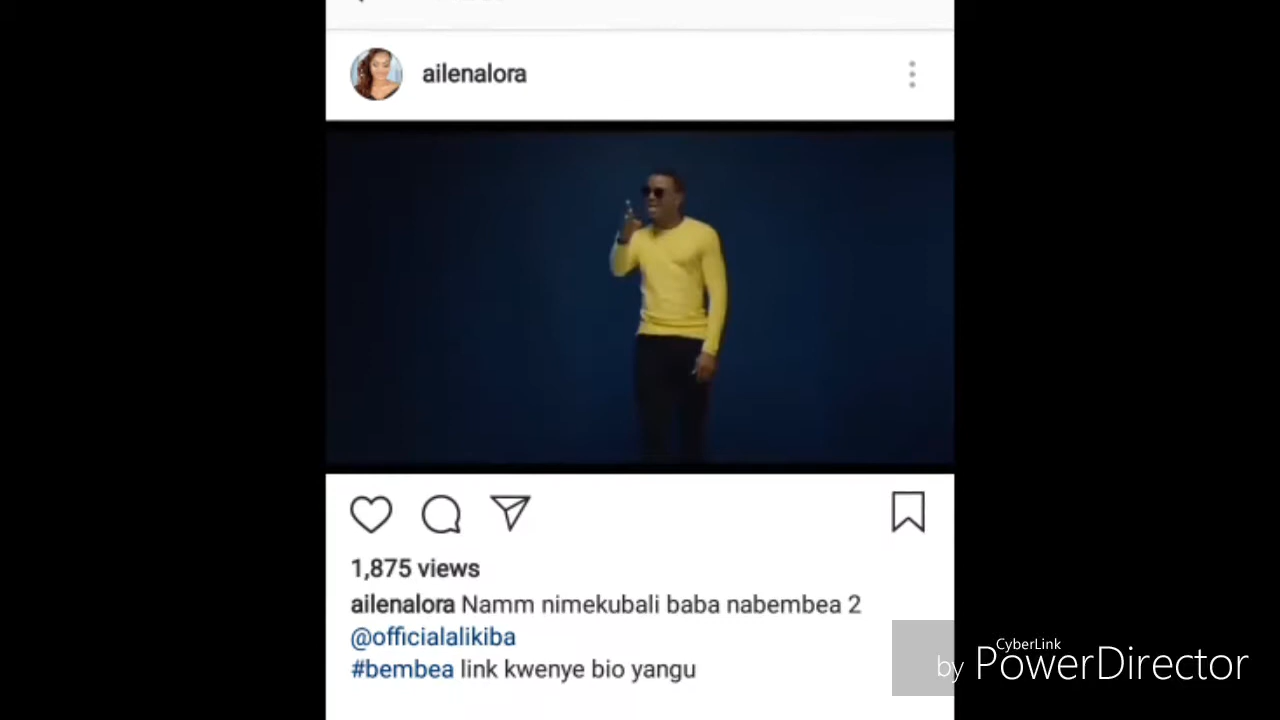 ailenalora
1,875 views
ailenalora Namm nimekubali baba nabembea 2
@officialalikiba
#bembea link kwenye bio yangu
CyberLink
by PowerDirector